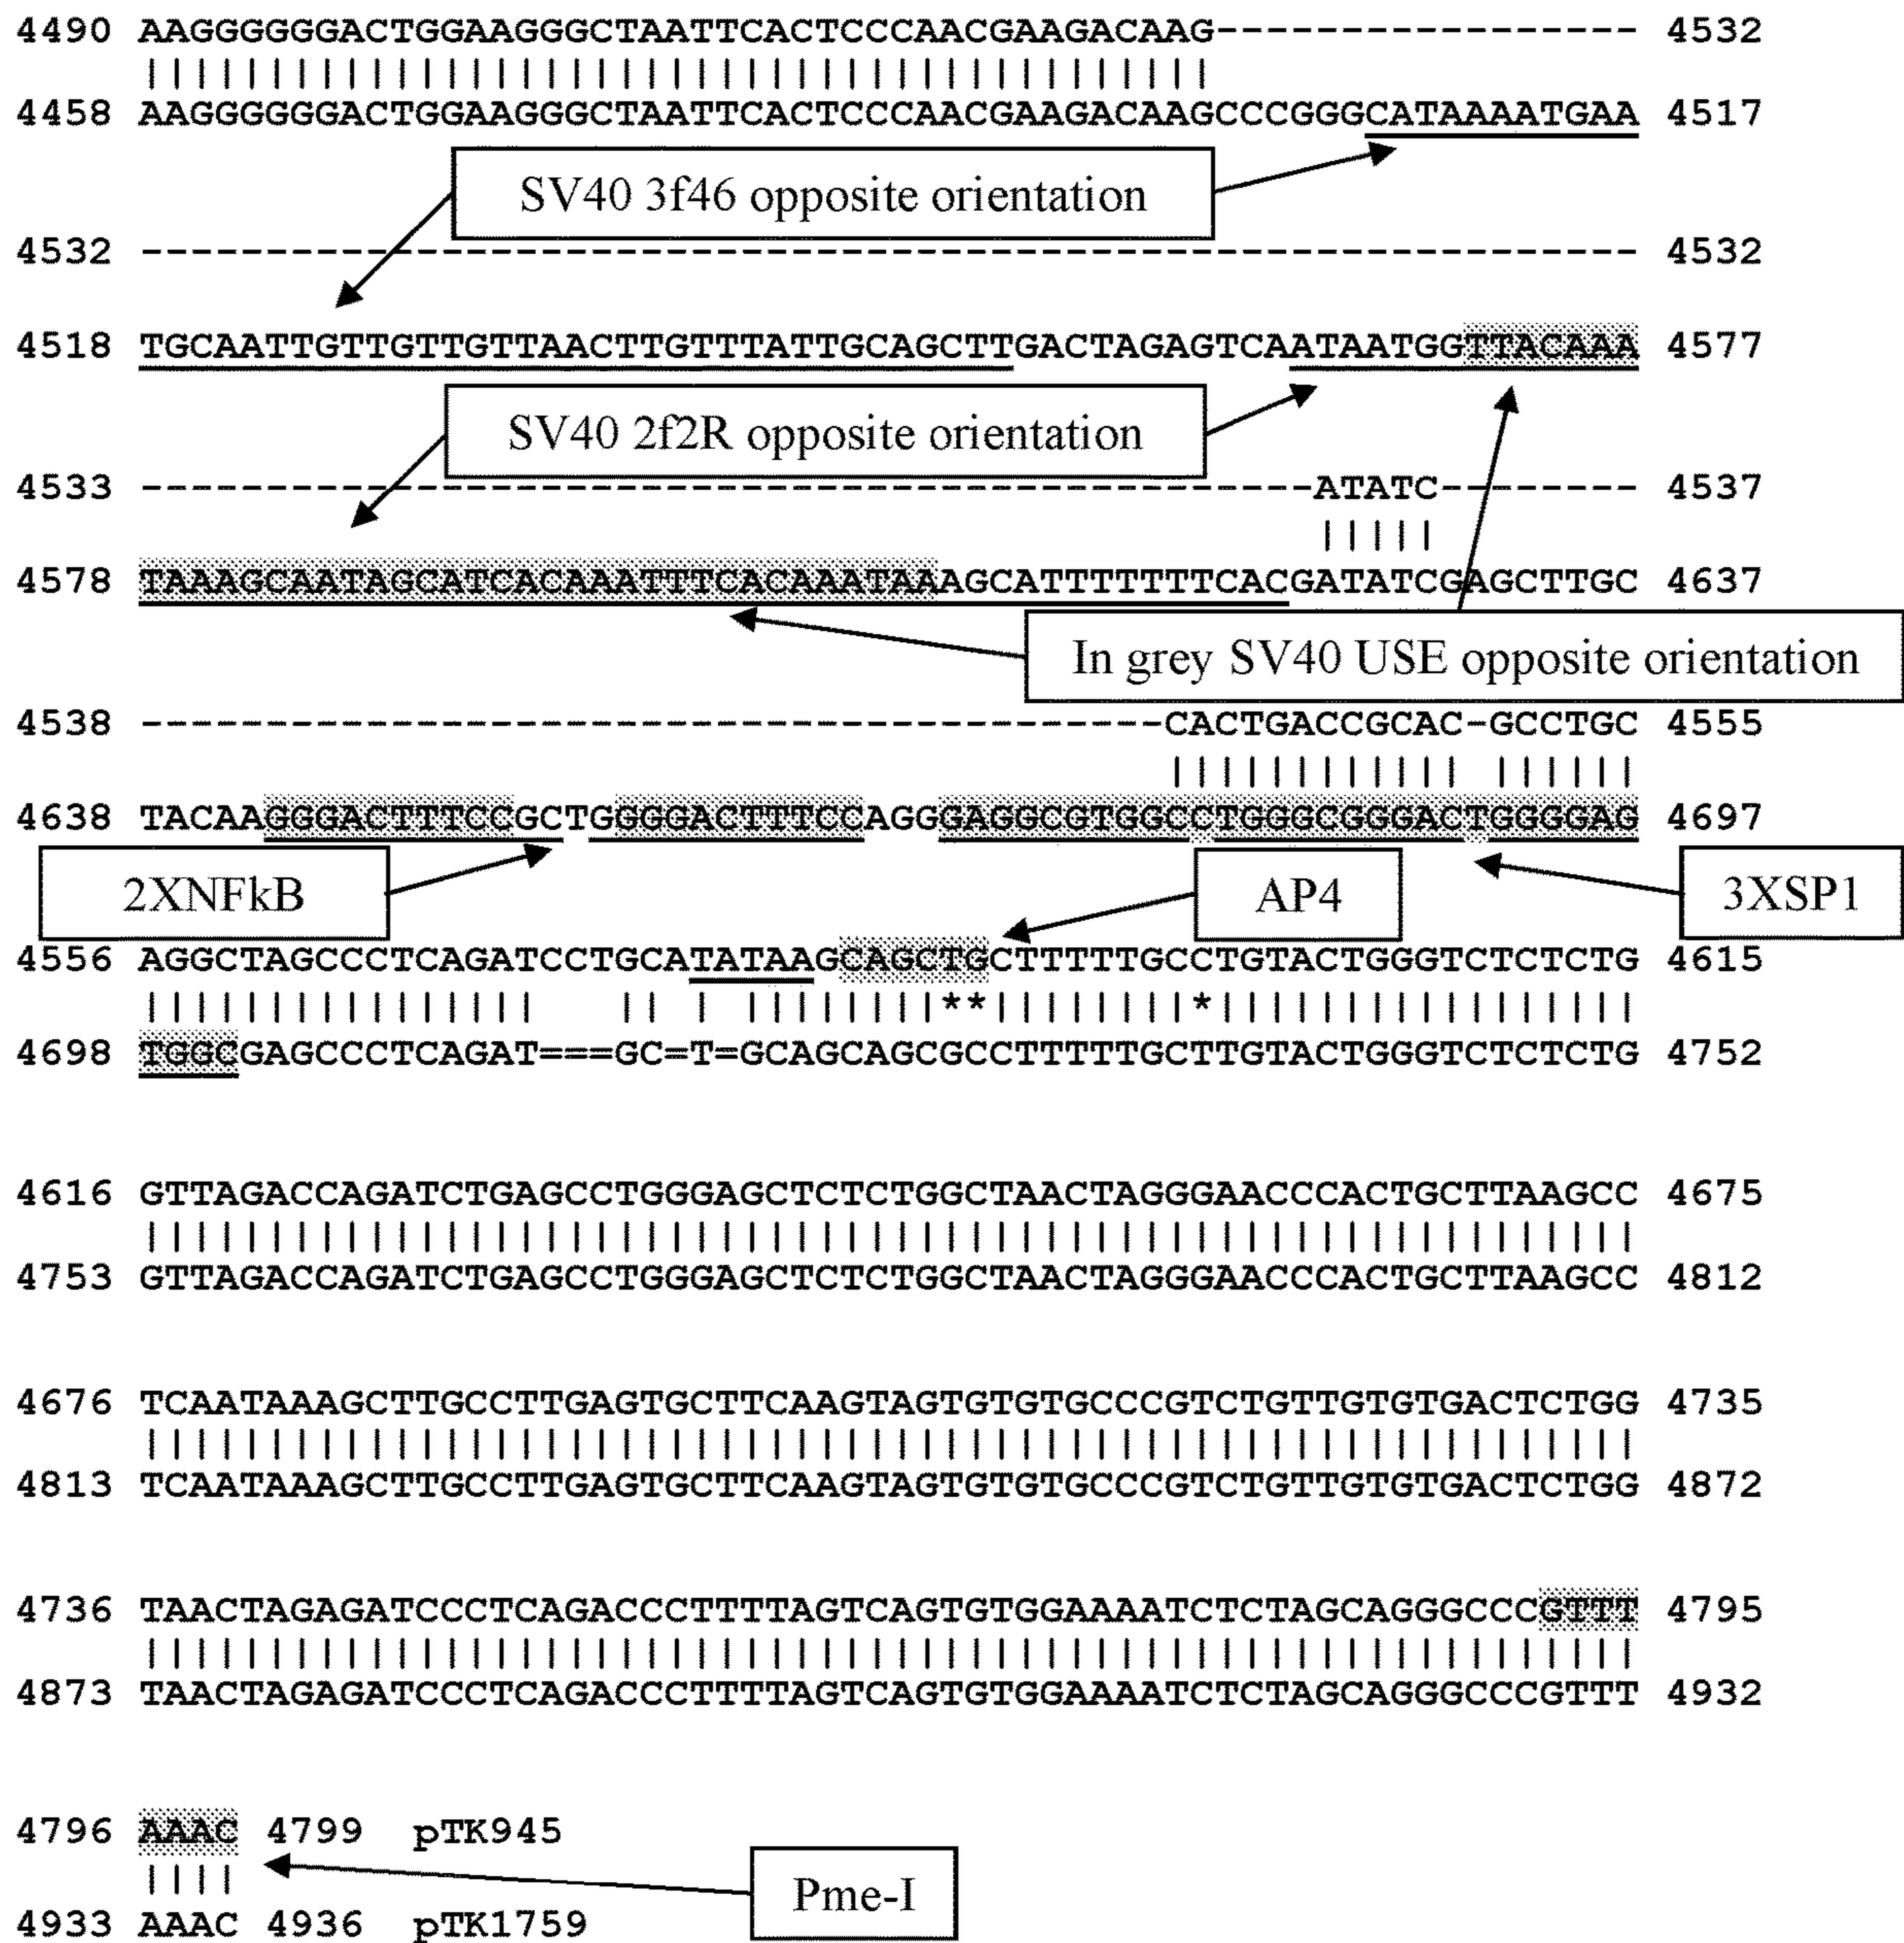 4490 AAGGGGGGACTGGAAGGGCTAATTCACTCCCAACGAAGACAAG----------------- 4532
4458 AAGGGGGGACTGGAAGGGCTAATTCACTCCCAACGAAGACAAGCCCGGGCATAAAATGAA 4517
SV40 3f46 opposite orientation
4532 ------------------------------------------------------------ 4532
4518 TGCAATTGTTGTTGTTAACTTGTTTATTGCAGCTTGACTAGAGTCAATAATGGTTACAAA 4577
SV40 2f2R opposite orientation
4533 -----------------------------------------------ATATC-------- 4537
4578 TAAAGCAATAGCATCACAAATTTCACAAATAAAGCATTTTTTTCACGATATCGAGCTTGC 4637
In grey SV40 USE opposite orientation
4538 -----------------------------------------CACTGACCGCAC-GCCTGC 4555
4638 TACAAGGGACTTTCCGCTGGGGACTTTCCAGGGAGGCGTGGCCTGGGCGGGACTGGGGAG 4697
2XNFkB
AP4
3XSP1
4556 AGGCTAGCCCTCAGATCCTGCATATAAGCAGCTGCTTTTTGCCTGTACTGGGTCTCTCTG 4615
** *
4698 TGGCGAGCCCTCAGAT===GC=T=GCAGCAGCGCCTTTTTGCTTGTACTGGGTCTCTCTG 4752
4616 GTTAGACCAGATCTGAGCCTGGGAGCTCTCTGGCTAACTAGGGAACCCACTGCTTAAGCC 4675
4753 GTTAGACCAGATCTGAGCCTGGGAGCTCTCTGGCTAACTAGGGAACCCACTGCTTAAGCC 4812
4676 TCAATAAAGCTTGCCTTGAGTGCTTCAAGTAGTGTGTGCCCGTCTGTTGTGTGACTCTGG 4735
4813 TCAATAAAGCTTGCCTTGAGTGCTTCAAGTAGTGTGTGCCCGTCTGTTGTGTGACTCTGG 4872
4736 TAACTAGAGATCCCTCAGACCCTTTTAGTCAGTGTGGAAAATCTCTAGCAGGGCCCGTTT 4795
4873 TAACTAGAGATCCCTCAGACCCTTTTAGTCAGTGTGGAAAATCTCTAGCAGGGCCCGTTT 4932
4796 AAAC 4799 pTK945
Pme-I
4933 AAAC 4936 pTK1759